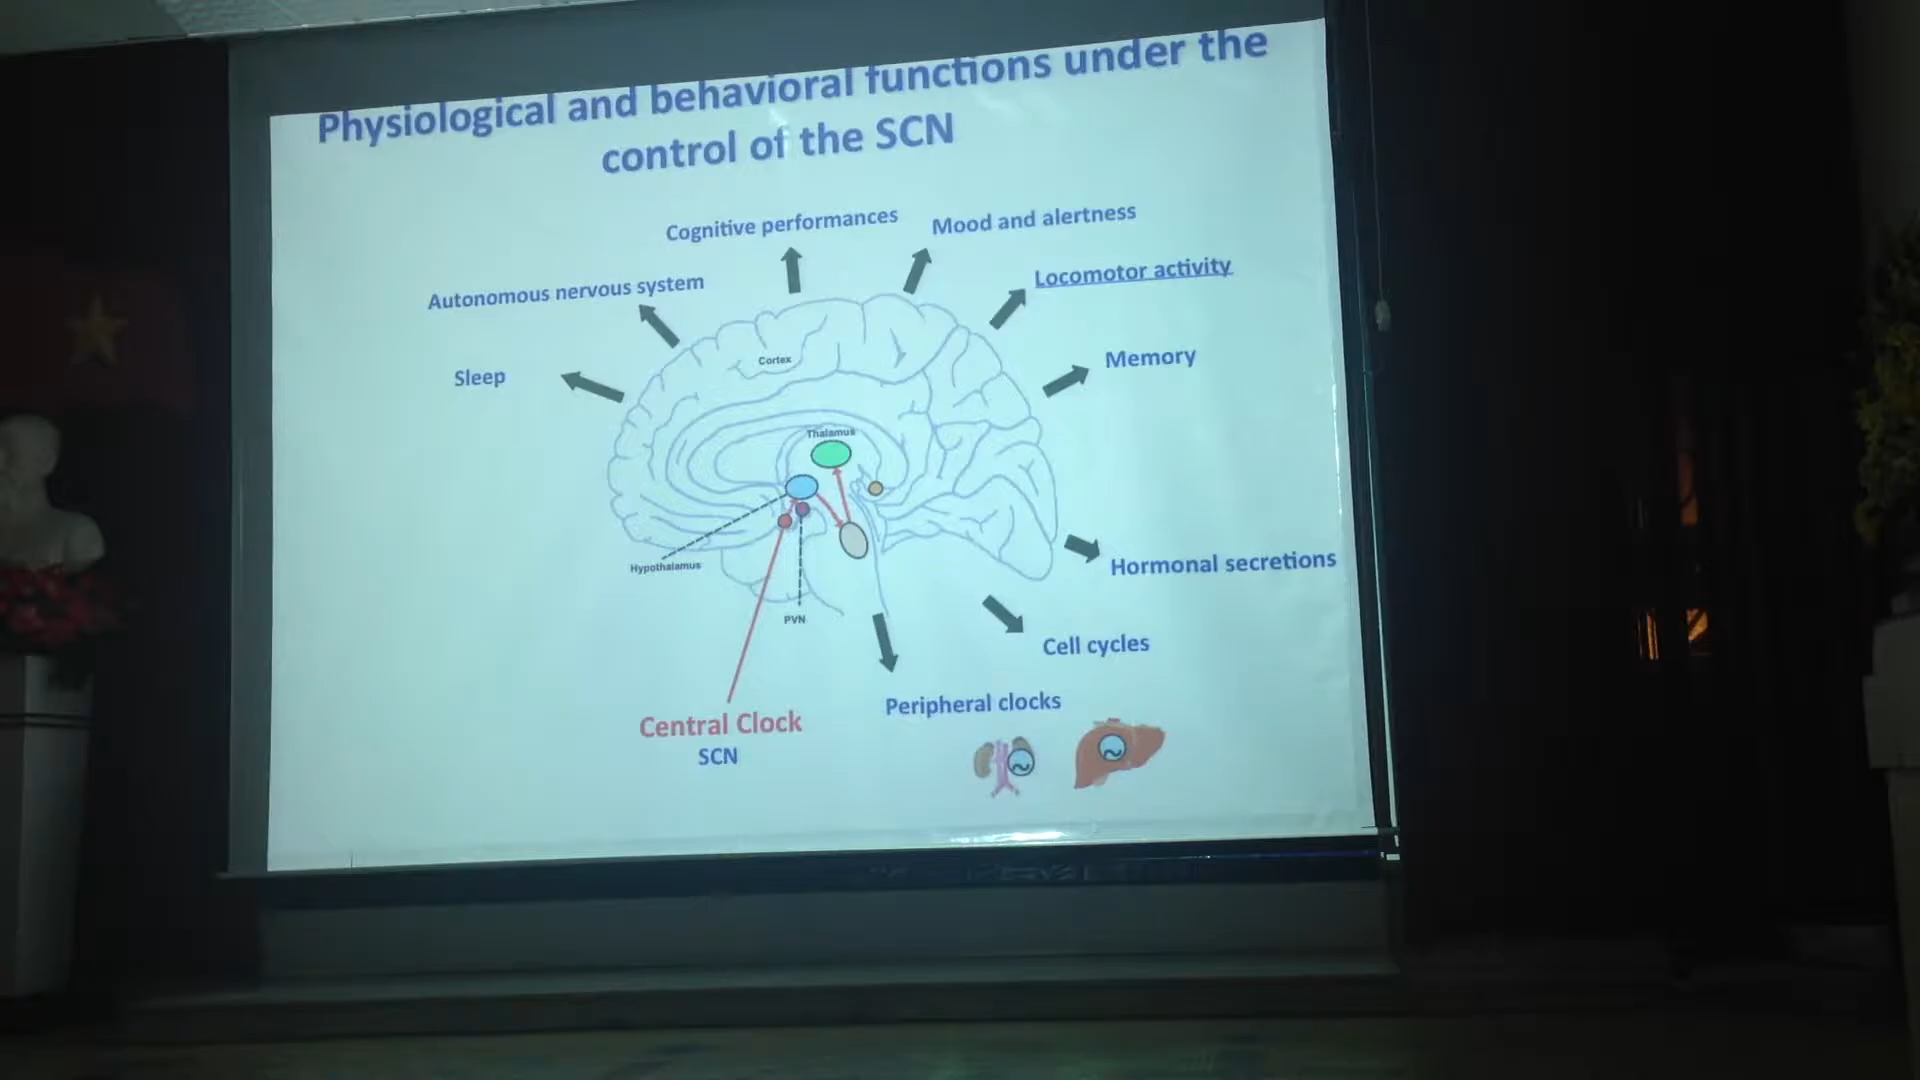 Physiological and behavioral functions under the
control of the SCN
Cognitive performances
Mood and alertness
Autonomous nervous system
Locomotor activity
Sleep
Cortex
Memory
Thalamus
Hypothalamus
PVN
Hormonal secretions
Cell cycles
Peripheral clocks
Central Clock
SCN